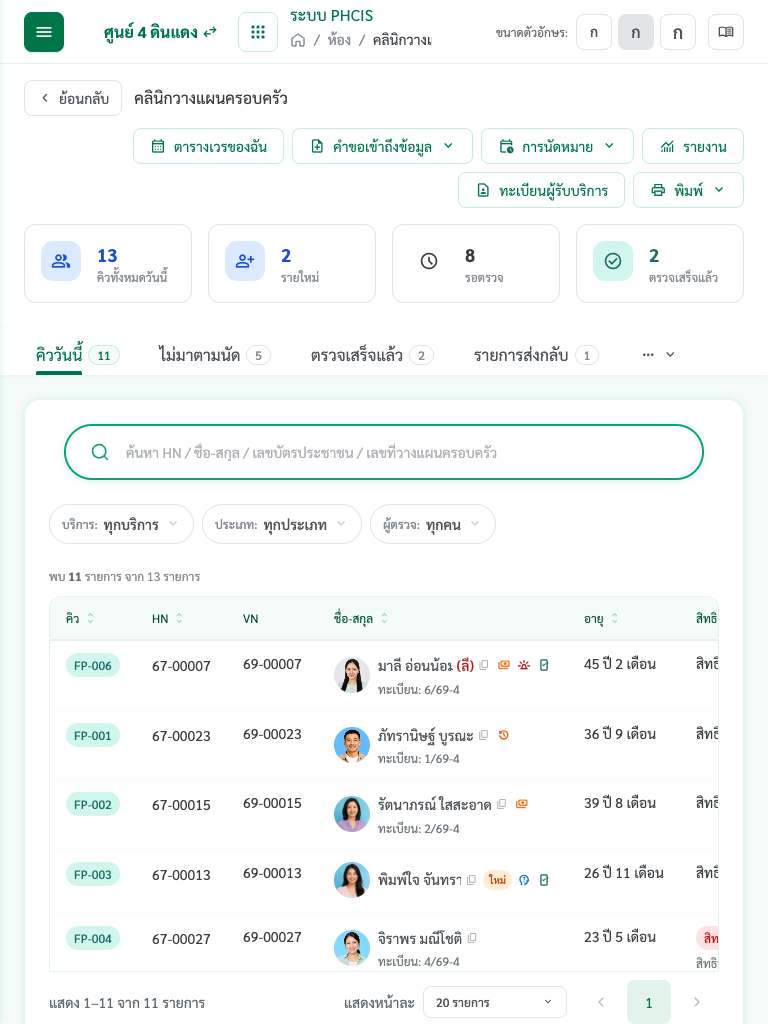 ศูนย์ 4 ดินแดง
ระบบ PHCIS
/ ห้อง / คลินิกวางแ
ขนาดตัวอักษร: ก ก ก
ย้อนกลับ คลินิกวางแผนครอบครัว
ตารางเวรของฉัน คำขอเข้าถึงข้อมูล การนัดหมาย รายงาน
ทะเบียนผู้รับบริการ พิมพ์
13 2 8 2
คิวทั้งหมดวันนี้ รายใหม่ รอตรวจ ตรวจเสร็จแล้ว
คิววันนี้ 11 ไม่มาตามนัด 5 ตรวจเสร็จแล้ว 2 รายการส่งกลับ 1 ...
ค้นหา HN / ชื่อ-สกุล / เลขบัตรประชาชน / เลขที่วางแผนครอบครัว
บริการ: ทุกบริการ ประเภท: ทุกประเภท ผู้ตรวจ: ทุกคน
พบ 11 รายการ จาก 13 รายการ
คิว HN VN ชื่อ-สกุล อายุ สิทธิ
FP-006 67-00007 69-00007 มาลี อ่อนน้อม (ลี) 45 ปี 2 เดือน สิทธิ
ทะเบียน: 6/69-4
FP-001 67-00023 69-00023 ภัทรานิษฐ์ บูรณะ 36 ปี 9 เดือน สิทธิ
ทะเบียน: 1/69-4
FP-002 67-00015 69-00015 รัตนาภรณ์ ใสสะอาด 39 ปี 8 เดือน สิทธิ
ทะเบียน: 2/69-4
FP-003 67-00013 69-00013 พิมพ์ใจ จันทรา ใหม่ 26 ปี 11 เดือน สิทธิ
FP-004 67-00027 69-00027 จิราพร มณีโชติ 23 ปี 5 เดือน สิท
ทะเบียน: 4/69-4 สิทธิ
แสดง 1–11 จาก 11 รายการ แสดงหน้าละ 20 รายการ 1